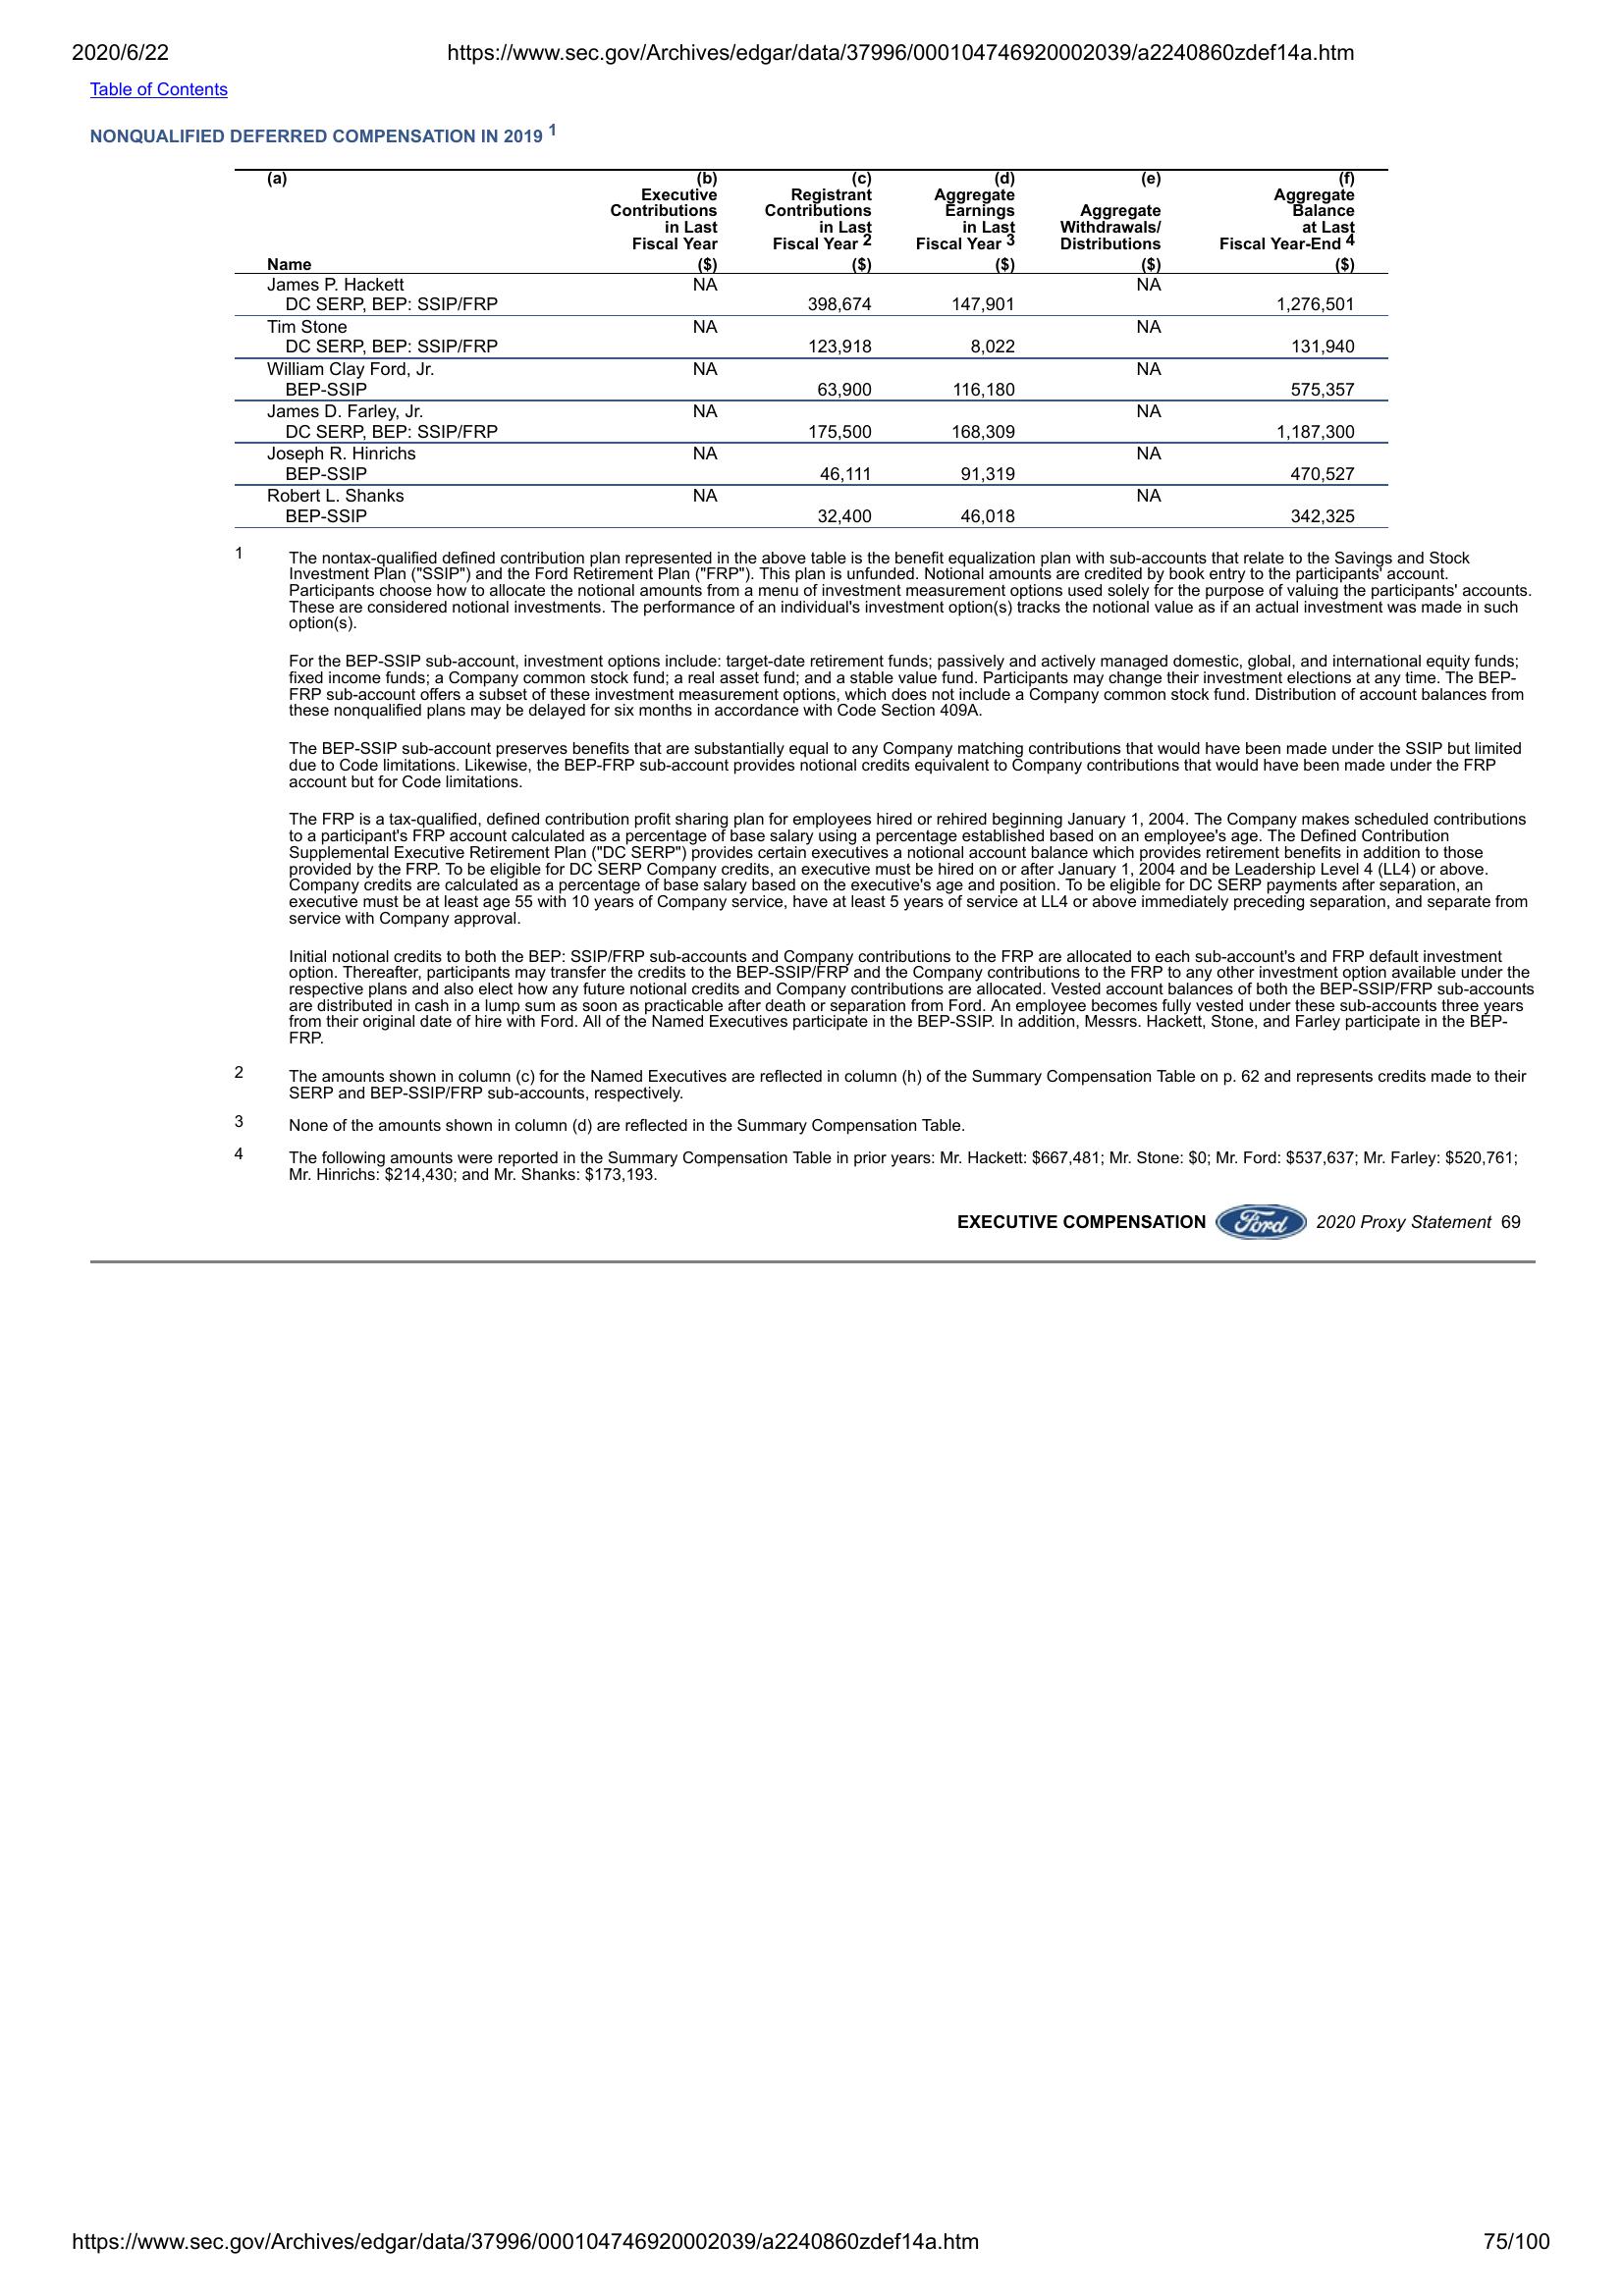 2020/6/22 https://www.sec.gov/Archives/edgar/data/37996/000104746920002039/a2240860zdef14a.htm
Table of Contents
NONQUALIFIED DEFERRED COMPENSATION IN 2019 1
(a) (b) (c) (d) (e) (f)
Executive Registrant Aggregate Aggregate
Contributions Contributions Earnings Aggregate Balance
in Last in Last in Last Withdrawals/ at Last
Fiscal Year Fiscal Year 2 Fiscal Year 3 Distributions Fiscal Year-End 4
Name ($) ($) ($) ($) ($)
James P. Hackett NA NA
DC SERP, BEP: SSIP/FRP 398,674 147,901 1,276,501
Tim Stone NA NA
DC SERP, BEP: SSIP/FRP 123,918 8,022 131,940
William Clay Ford, Jr. NA NA
BEP-SSIP 63,900 116,180 575,357
James D. Farley, Jr. NA NA
DC SERP, BEP: SSIP/FRP 175,500 168,309 1,187,300
Joseph R. Hinrichs NA NA
BEP-SSIP 46,111 91,319 470,527
Robert L. Shanks NA NA
BEP-SSIP 32,400 46,018 342,325
1 The nontax-qualified defined contribution plan represented in the above table is the benefit equalization plan with sub-accounts that relate to the Savings and Stock
Investment Plan ("SSIP") and the Ford Retirement Plan ("FRP"). This plan is unfunded. Notional amounts are credited by book entry to the participants' account.
Participants choose how to allocate the notional amounts from a menu of investment measurement options used solely for the purpose of valuing the participants' accounts.
These are considered notional investments. The performance of an individual's investment option(s) tracks the notional value as if an actual investment was made in such
option(s).
For the BEP-SSIP sub-account, investment options include: target-date retirement funds; passively and actively managed domestic, global, and international equity funds;
fixed income funds; a Company common stock fund; a real asset fund; and a stable value fund. Participants may change their investment elections at any time. The BEP-
FRP sub-account offers a subset of these investment measurement options, which does not include a Company common stock fund. Distribution of account balances from
these nonqualified plans may be delayed for six months in accordance with Code Section 409A.
The BEP-SSIP sub-account preserves benefits that are substantially equal to any Company matching contributions that would have been made under the SSIP but limited
due to Code limitations. Likewise, the BEP-FRP sub-account provides notional credits equivalent to Company contributions that would have been made under the FRP
account but for Code limitations.
The FRP is a tax-qualified, defined contribution profit sharing plan for employees hired or rehired beginning January 1, 2004. The Company makes scheduled contributions
to a participant's FRP account calculated as a percentage of base salary using a percentage established based on an employee's age. The Defined Contribution
Supplemental Executive Retirement Plan ("DC SERP") provides certain executives a notional account balance which provides retirement benefits in addition to those
provided by the FRP. To be eligible for DC SERP Company credits, an executive must be hired on or after January 1, 2004 and be Leadership Level 4 (LL4) or above.
Company credits are calculated as a percentage of base salary based on the executive's age and position. To be eligible for DC SERP payments after separation, an
executive must be at least age 55 with 10 years of Company service, have at least 5 years of service at LL4 or above immediately preceding separation, and separate from
service with Company approval.
Initial notional credits to both the BEP: SSIP/FRP sub-accounts and Company contributions to the FRP are allocated to each sub-account's and FRP default investment
option. Thereafter, participants may transfer the credits to the BEP-SSIP/FRP and the Company contributions to the FRP to any other investment option available under the
respective plans and also elect how any future notional credits and Company contributions are allocated. Vested account balances of both the BEP-SSIP/FRP sub-accounts
are distributed in cash in a lump sum as soon as practicable after death or separation from Ford. An employee becomes fully vested under these sub-accounts three years
from their original date of hire with Ford. All of the Named Executives participate in the BEP-SSIP. In addition, Messrs. Hackett, Stone, and Farley participate in the BEP-
FRP.
2 The amounts shown in column (c) for the Named Executives are reflected in column (h) of the Summary Compensation Table on p. 62 and represents credits made to their
SERP and BEP-SSIP/FRP sub-accounts, respectively.
3 None of the amounts shown in column (d) are reflected in the Summary Compensation Table.
4 The following amounts were reported in the Summary Compensation Table in prior years: Mr. Hackett: $667,481; Mr. Stone: $0; Mr. Ford: $537,637; Mr. Farley: $520,761;
Mr. Hinrichs: $214,430; and Mr. Shanks: $173,193.
EXECUTIVE COMPENSATION Ford 2020 Proxy Statement 69
https://www.sec.gov/Archives/edgar/data/37996/000104746920002039/a2240860zdef14a.htm 75/100